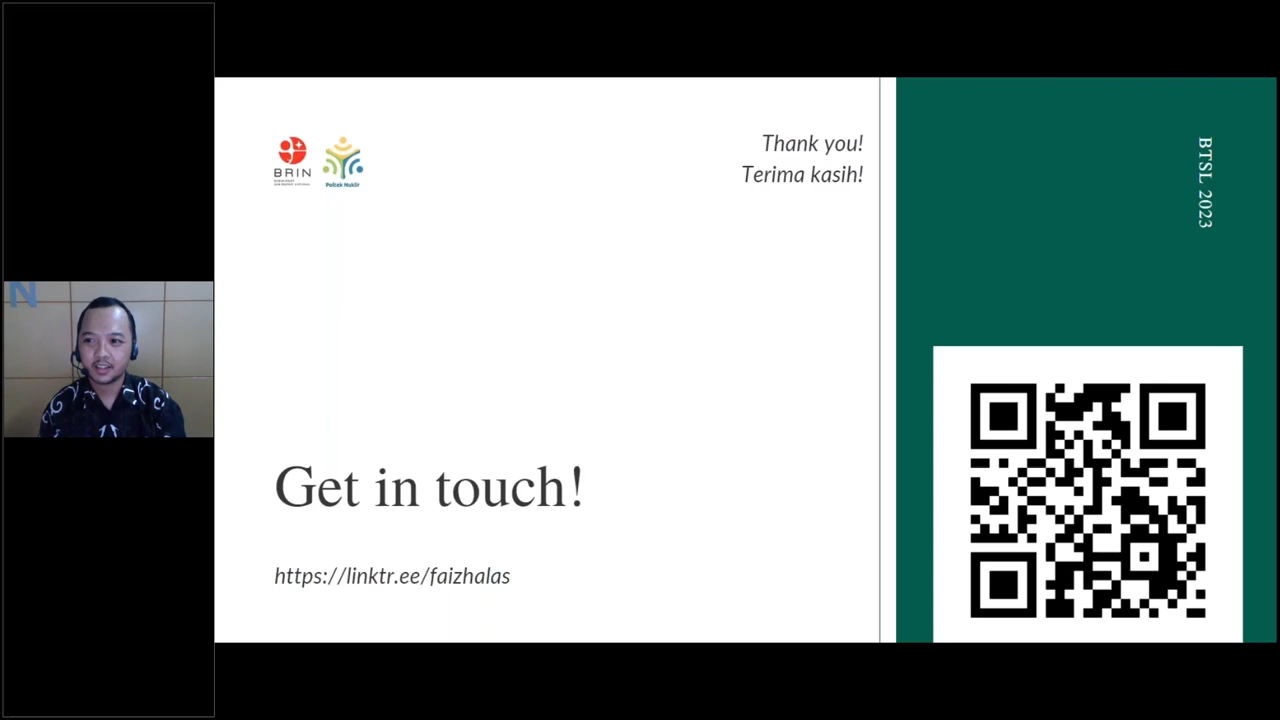 N
BRIN
Poltek Nuklir
Thank you!
Terima kasih!
BTSL 2023
Get in touch!
https://linktr.ee/faizhalas